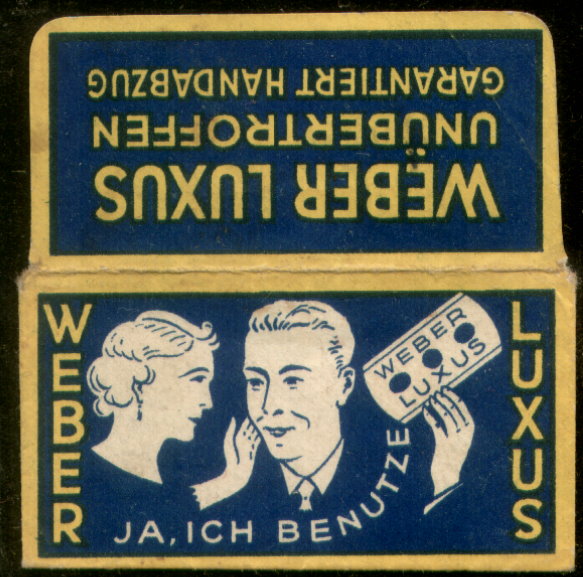 WEBER LUXUS
UNÜBERTROFFEN
GARANTIERT HANDABZUG
WEBER
LUXUS
WEBER
LUXUS
JA, ICH BENUTZE